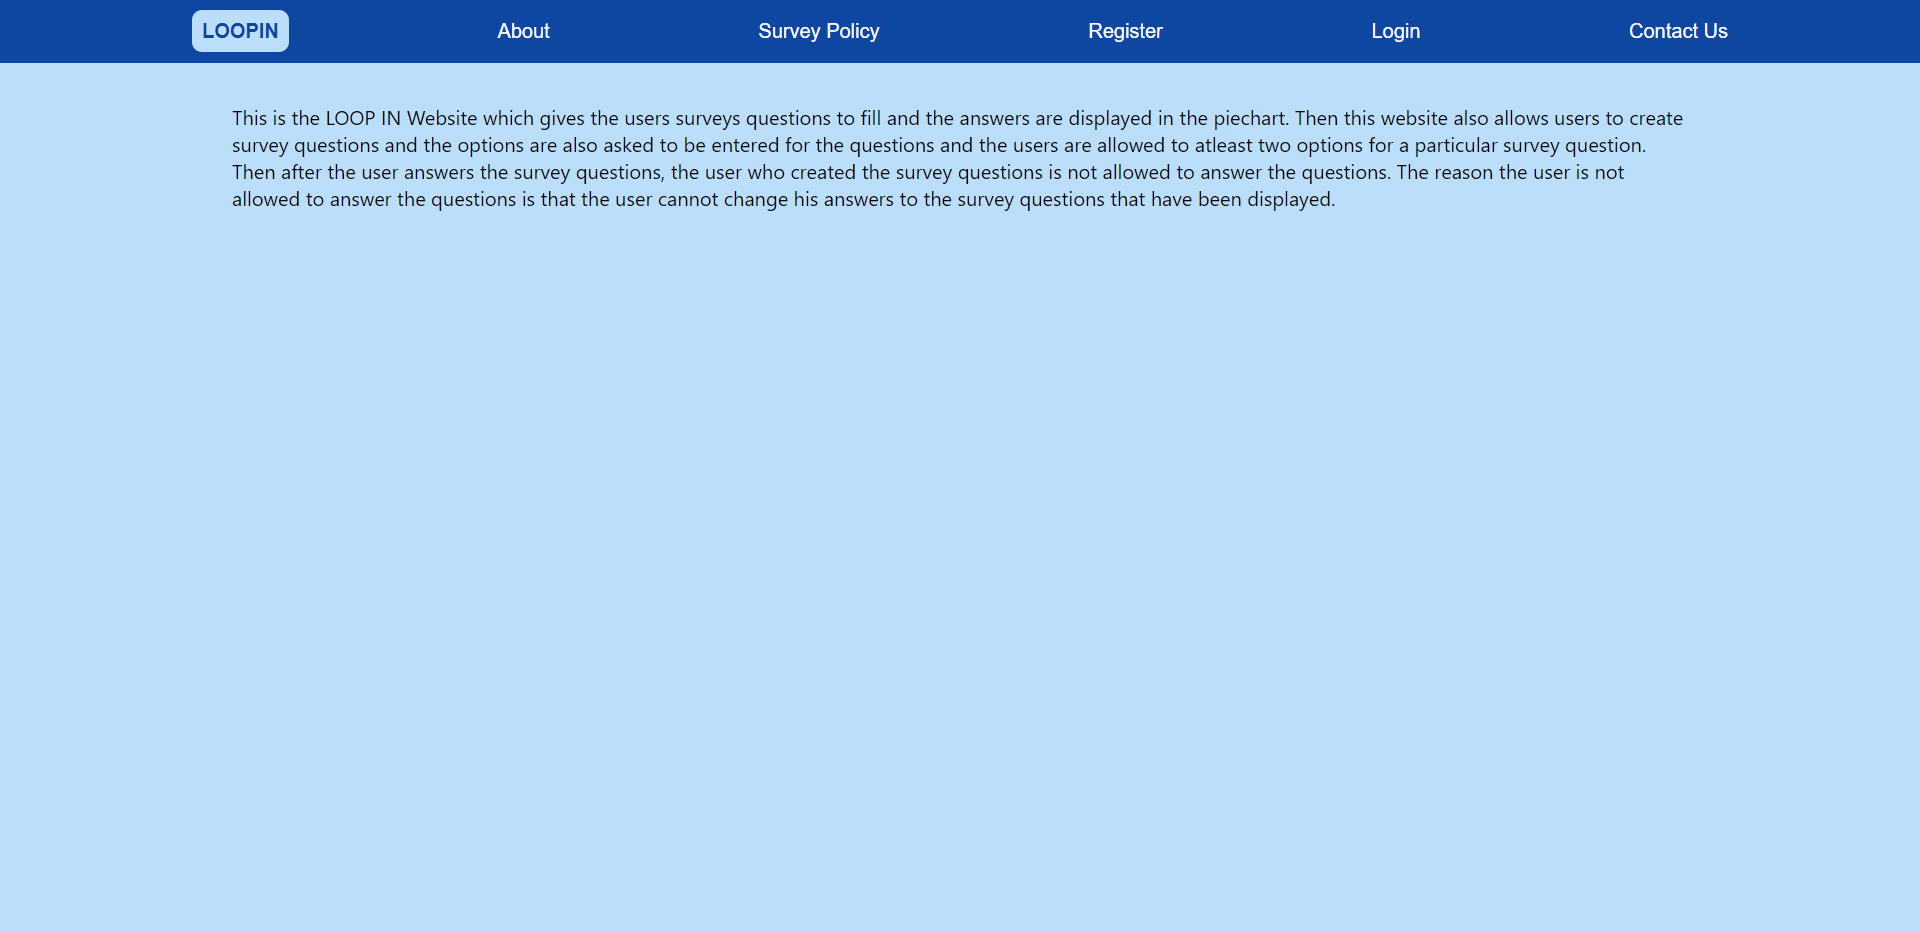 LOOPIN
About
Survey Policy
Register
Login
Contact Us
This is the LOOP IN Website which gives the users surveys questions to fill and the answers are displayed in the piechart. Then this website also allows users to create
survey questions and the options are also asked to be entered for the questions and the users are allowed to atleast two options for a particular survey question.
Then after the user answers the survey questions, the user who created the survey questions is not allowed to answer the questions. The reason the user is not
allowed to answer the questions is that the user cannot change his answers to the survey questions that have been displayed.